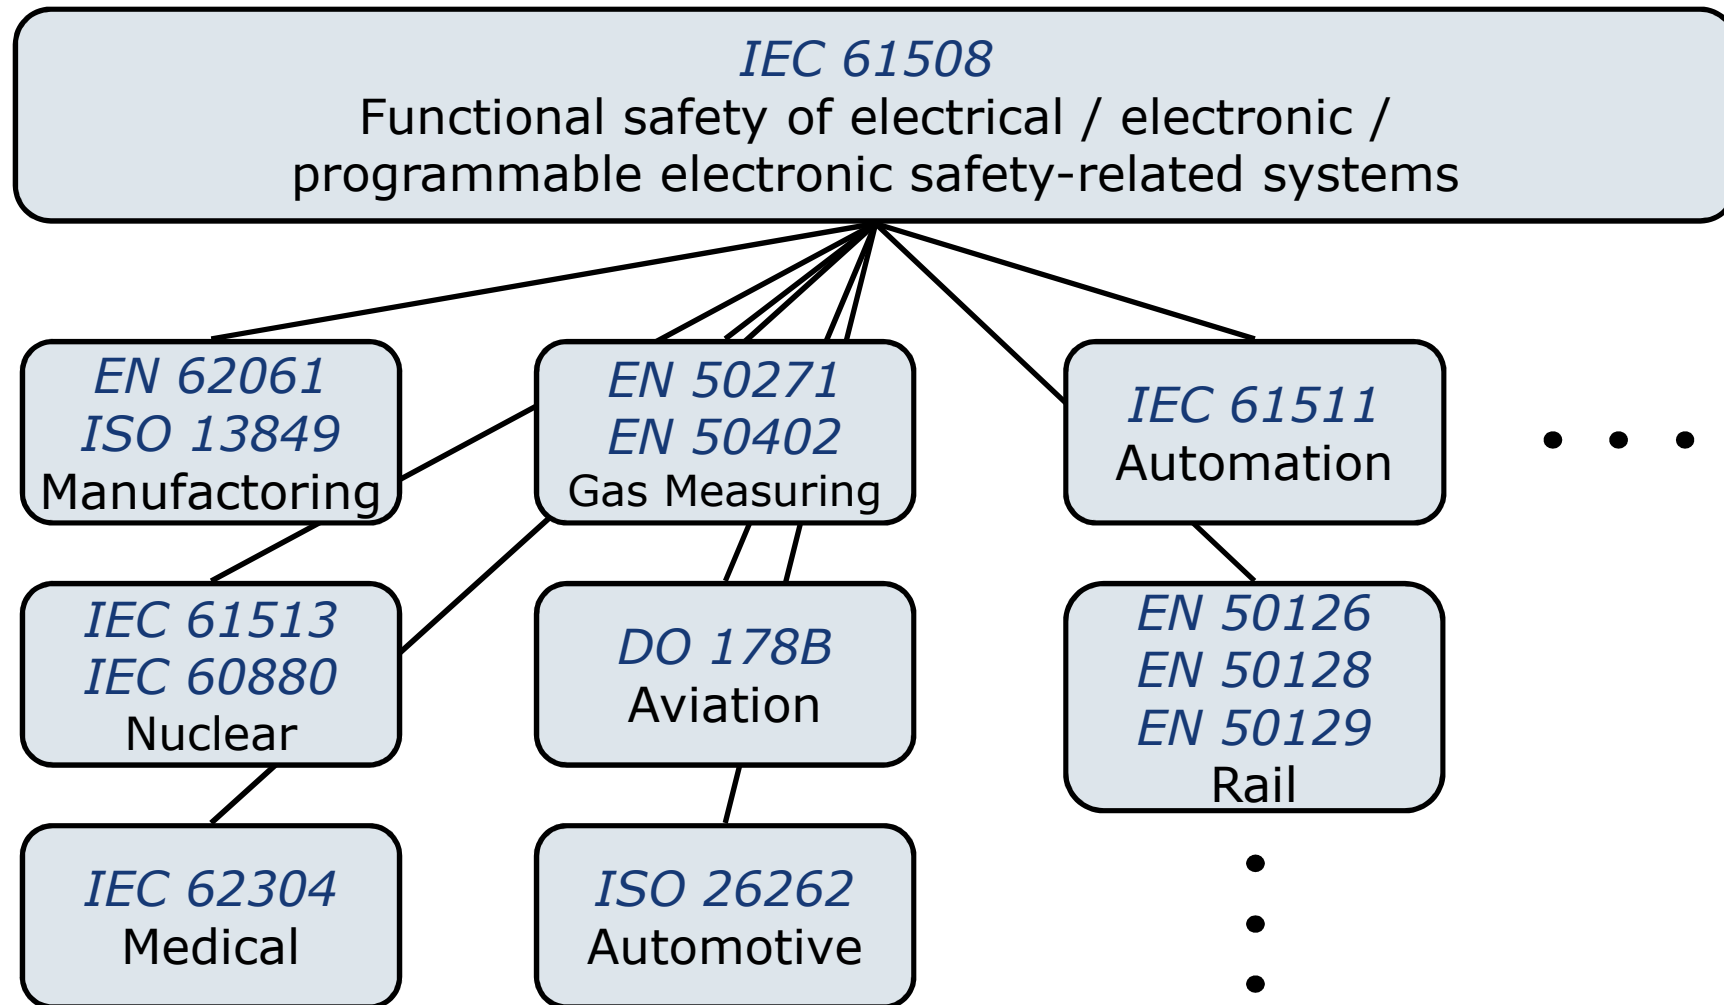 IEC 61508
Functional safety of electrical / electronic /
programmable electronic safety-related systems
EN 62061
ISO 13849
Manufactoring
EN 50271
EN 50402
Gas Measuring
IEC 61511
Automation
IEC 61513
IEC 60880
Nuclear
DO 178B
Aviation
EN 50126
EN 50128
EN 50129
Rail
IEC 62304
Medical
ISO 26262
Automotive